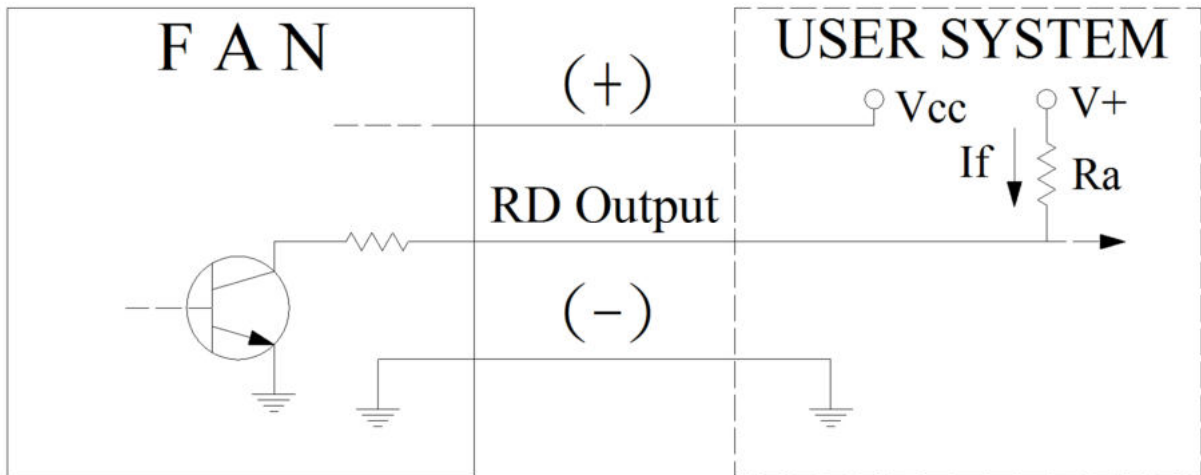 F A N
USER SYSTEM
(+)
Vcc
V+
If
Ra
RD Output
(-)